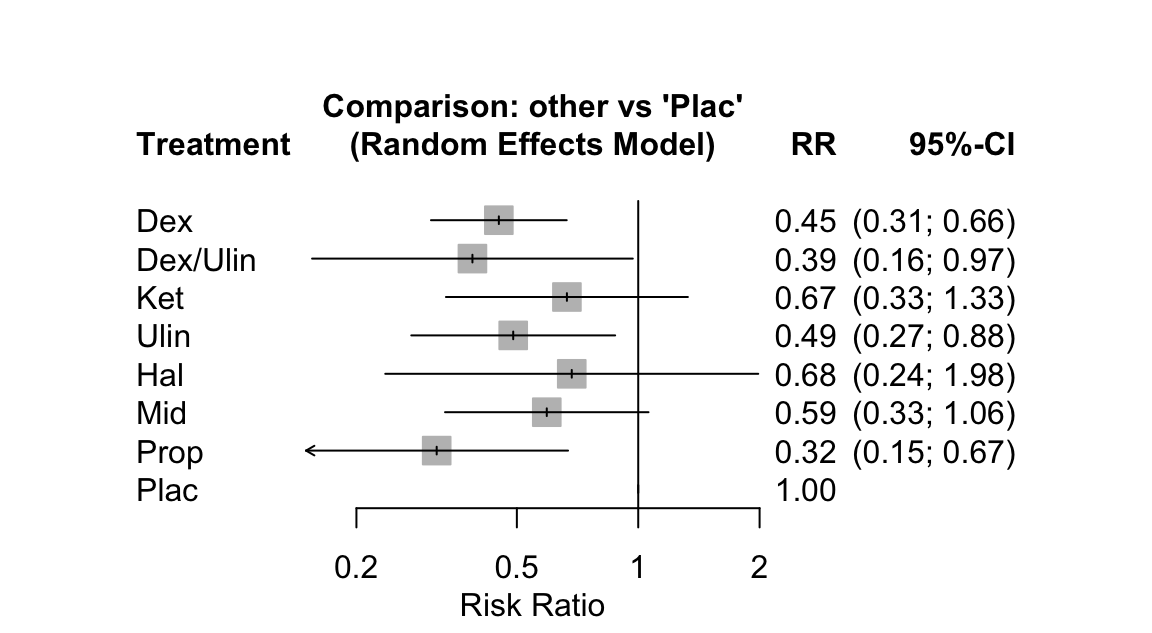 Comparison: other vs 'Plac'
Treatment (Random Effects Model) RR 95%-CI
Dex 0.45 (0.31; 0.66)
Dex/Ulin 0.39 (0.16; 0.97)
Ket 0.67 (0.33; 1.33)
Ulin 0.49 (0.27; 0.88)
Hal 0.68 (0.24; 1.98)
Mid 0.59 (0.33; 1.06)
Prop 0.32 (0.15; 0.67)
Plac 1.00
0.2 0.5 1 2
Risk Ratio